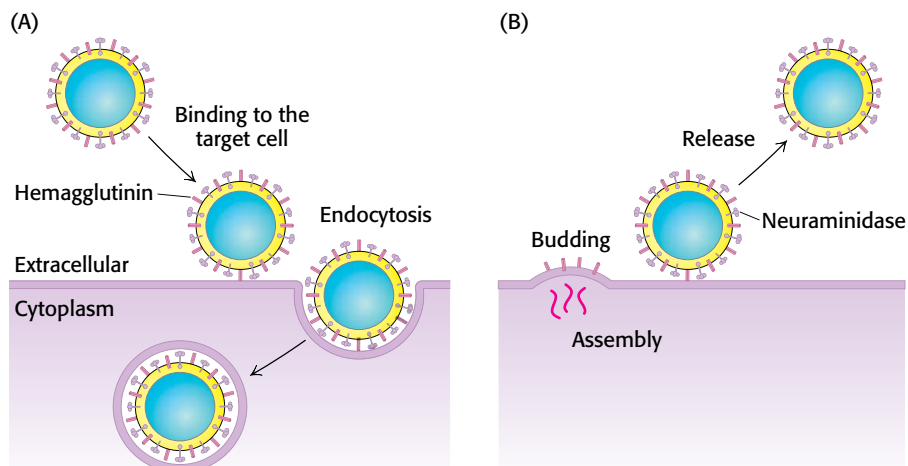 (A)
Binding to the
target cell
Hemagglutinin
Endocytosis
Extracellular
Cytoplasm
(B)
Release
Neuraminidase
Budding
Assembly